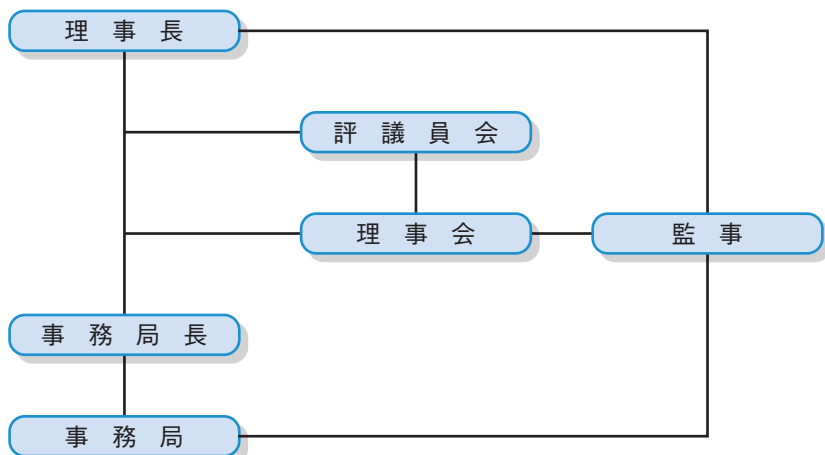 理事長
評議員会
理事会
監事
事務局長
事務局